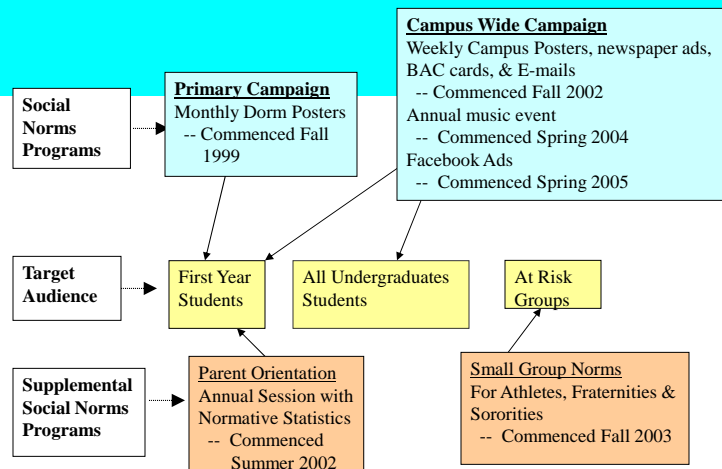 Campus Wide Campaign
Weekly Campus Posters, newspaper ads,
BAC cards, & E-mails
-- Commenced Fall 2002
Annual music event
-- Commenced Spring 2004
Facebook Ads
-- Commenced Spring 2005
Primary Campaign
Monthly Dorm Posters
-- Commenced Fall
1999
Social
Norms
Programs
Target
Audience
First Year
Students
All Undergraduates
Students
At Risk
Groups
Supplemental
Social Norms
Programs
Parent Orientation
Annual Session with
Normative Statistics
-- Commenced
Summer 2002
Small Group Norms
For Athletes, Fraternities &
Sororities
-- Commenced Fall 2003